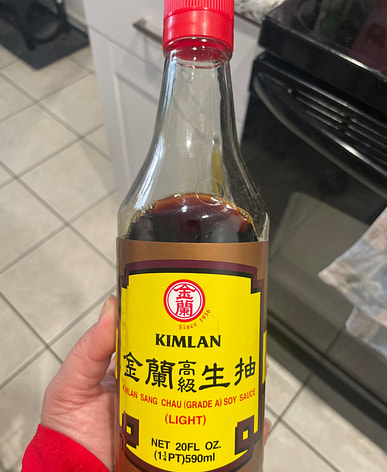 金蘭
Since 1936
KIMLAN
金蘭高級生抽
KIMLAN SANG CHAU (GRADE A) SOY SAUCE
(LIGHT)
NET 20FL OZ.
(1¼PT)590ml